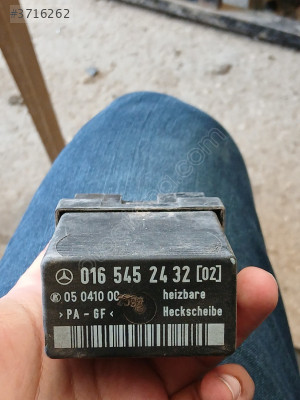 #3716262
016 545 24 32 [02]
05 0410 00 heizbare
>PA-GF< Heckscheibe